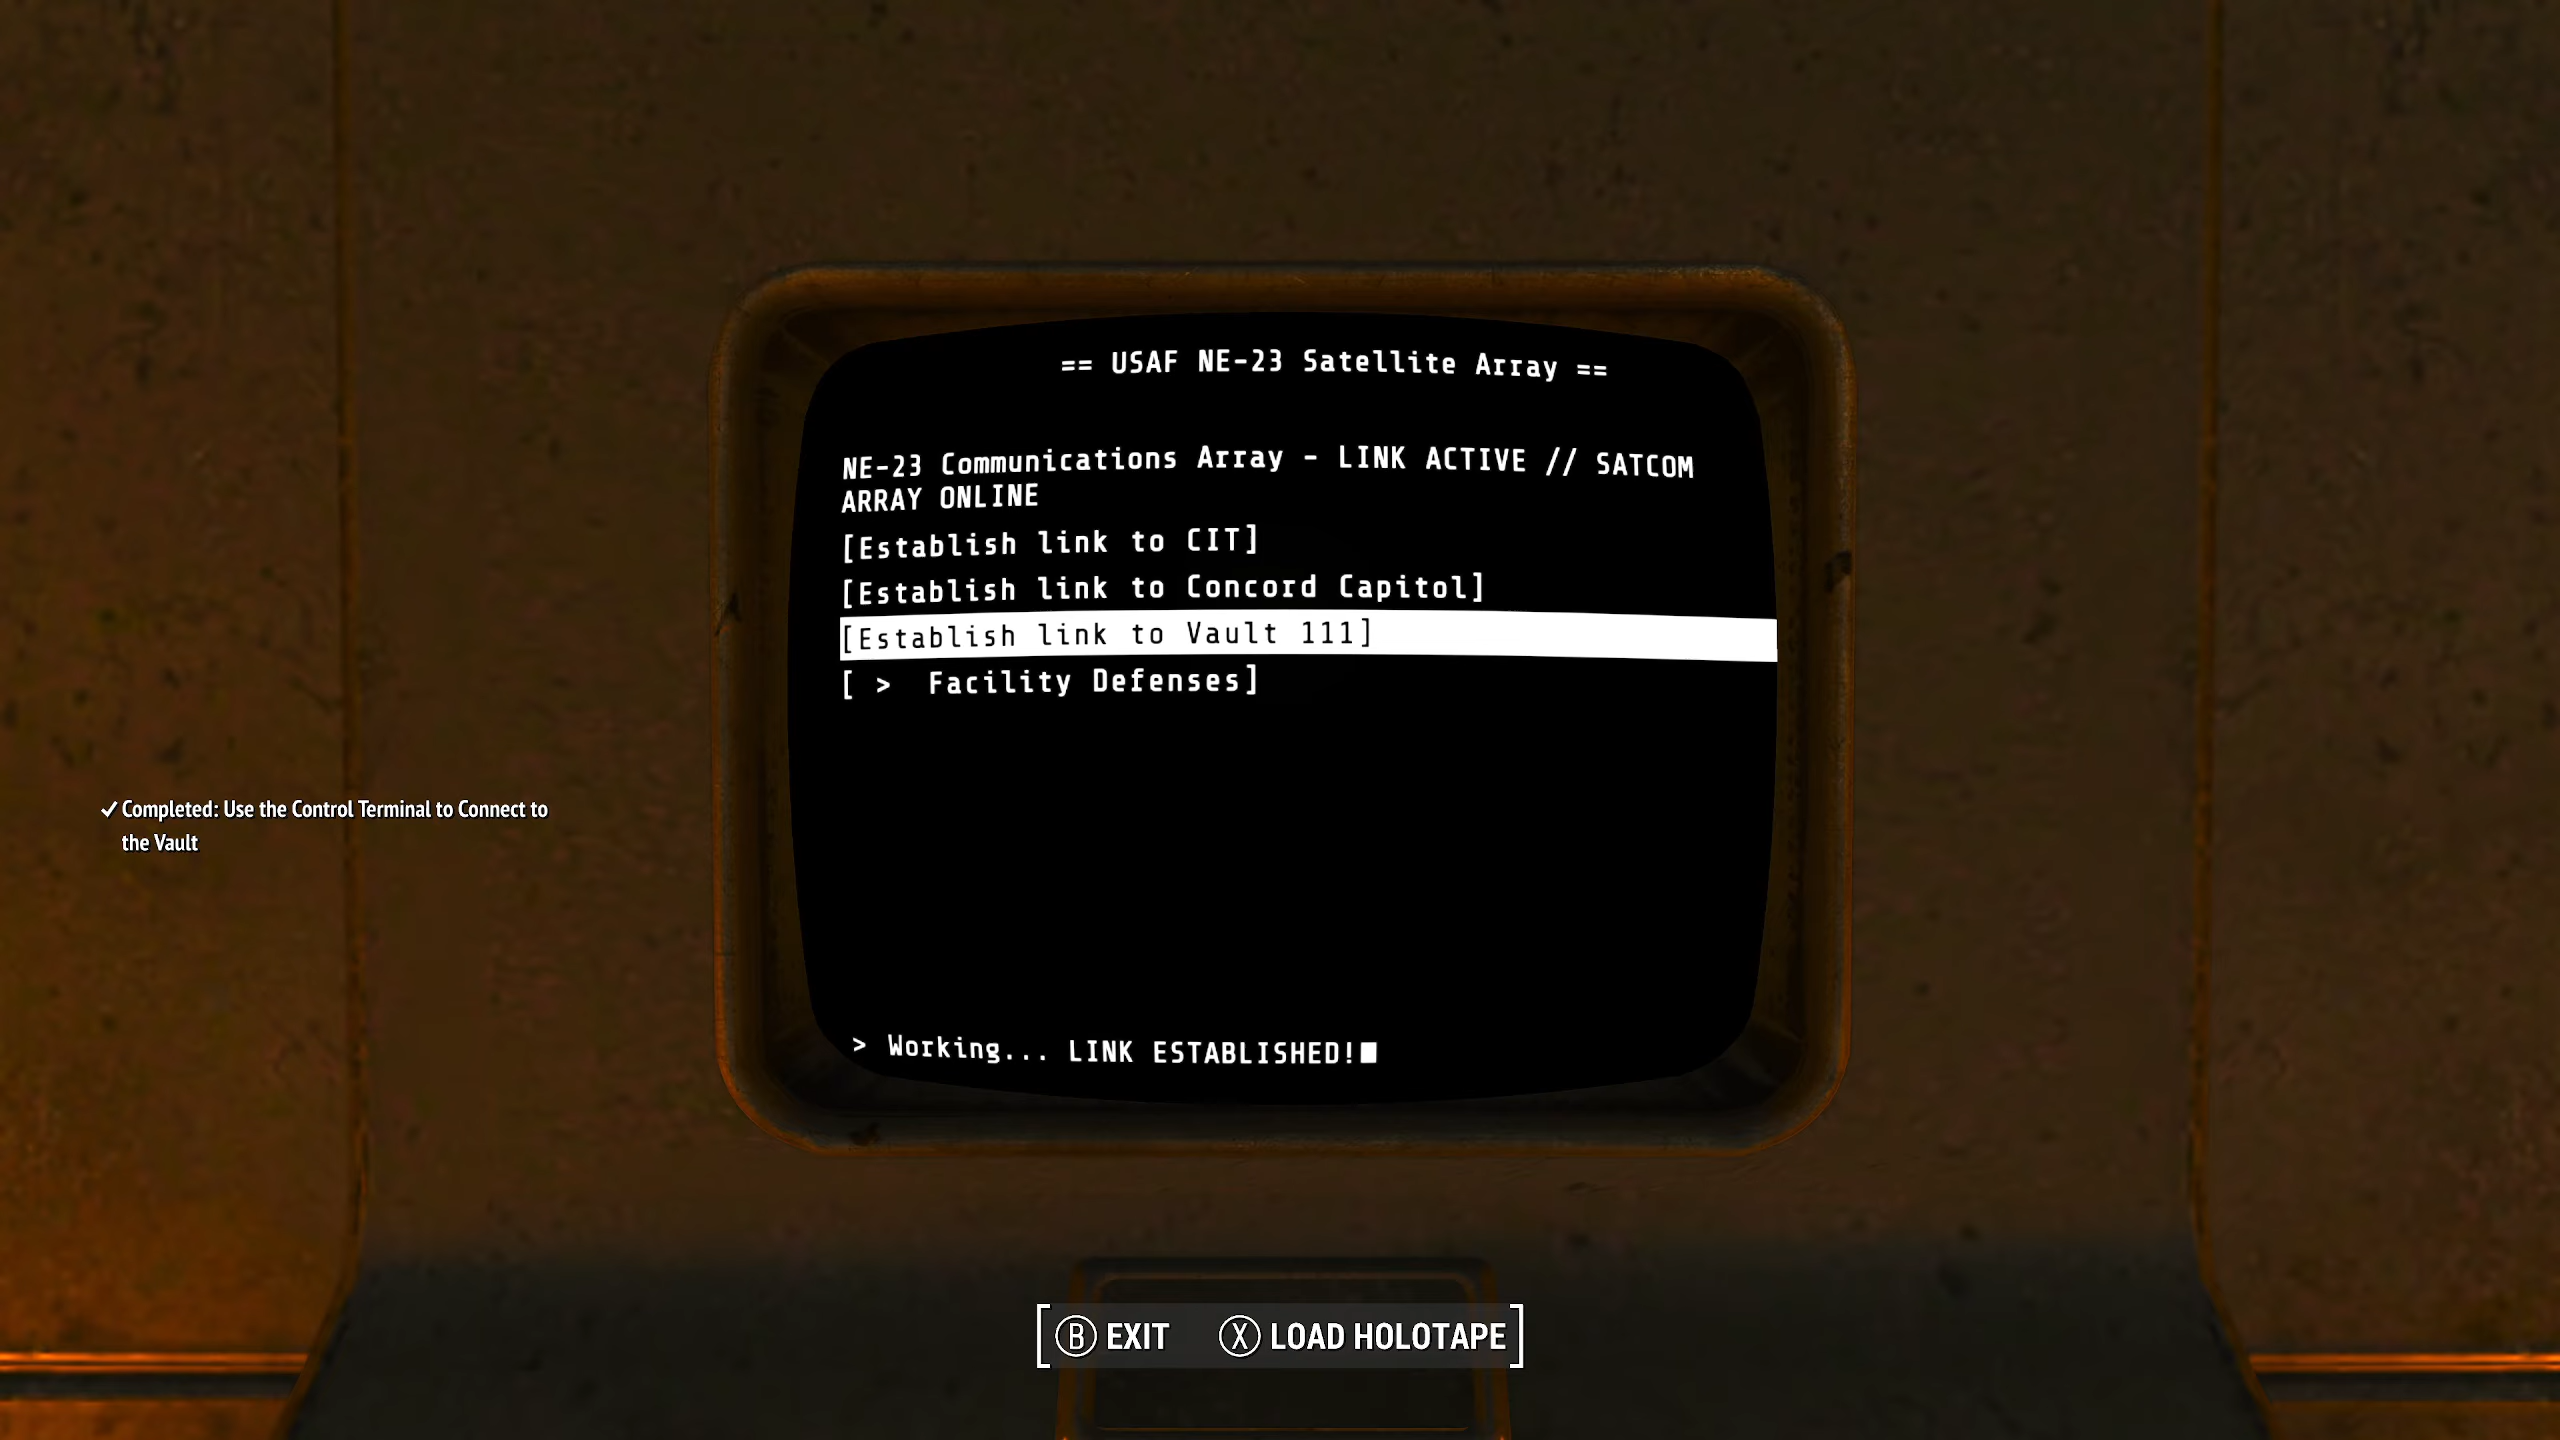 == USAF NE-23 Satellite Array ==
NE-23 Communications Array - LINK ACTIVE // SATCOM
ARRAY ONLINE
[Establish link to CIT]
[Establish link to Concord Capitol]
[Establish link to Vault 111]
[ >  Facility Defenses]
✓ Completed: Use the Control Terminal to Connect to
the Vault
> Working... LINK ESTABLISHED!
[Ⓑ EXIT Ⓧ LOAD HOLOTAPE]